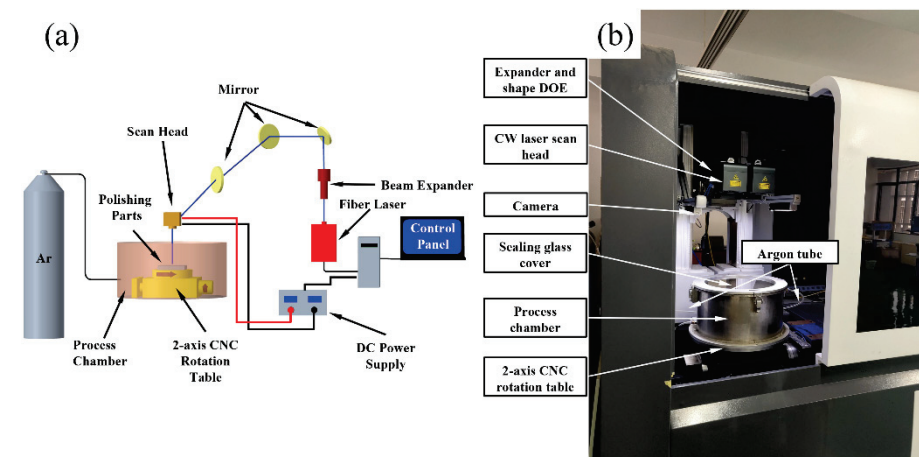 (a)
Mirror
Scan Head
Polishing
Parts
Beam Expander
Fiber Laser
Control
Panel
Ar
Process
Chamber
2-axis CNC
Rotation
Table
DC Power
Supply
(b)
Expander and
shape DOE
CW laser scan
head
Camera
Scaling glass
cover
Argon tube
Process
chamber
2-axis CNC
rotation table